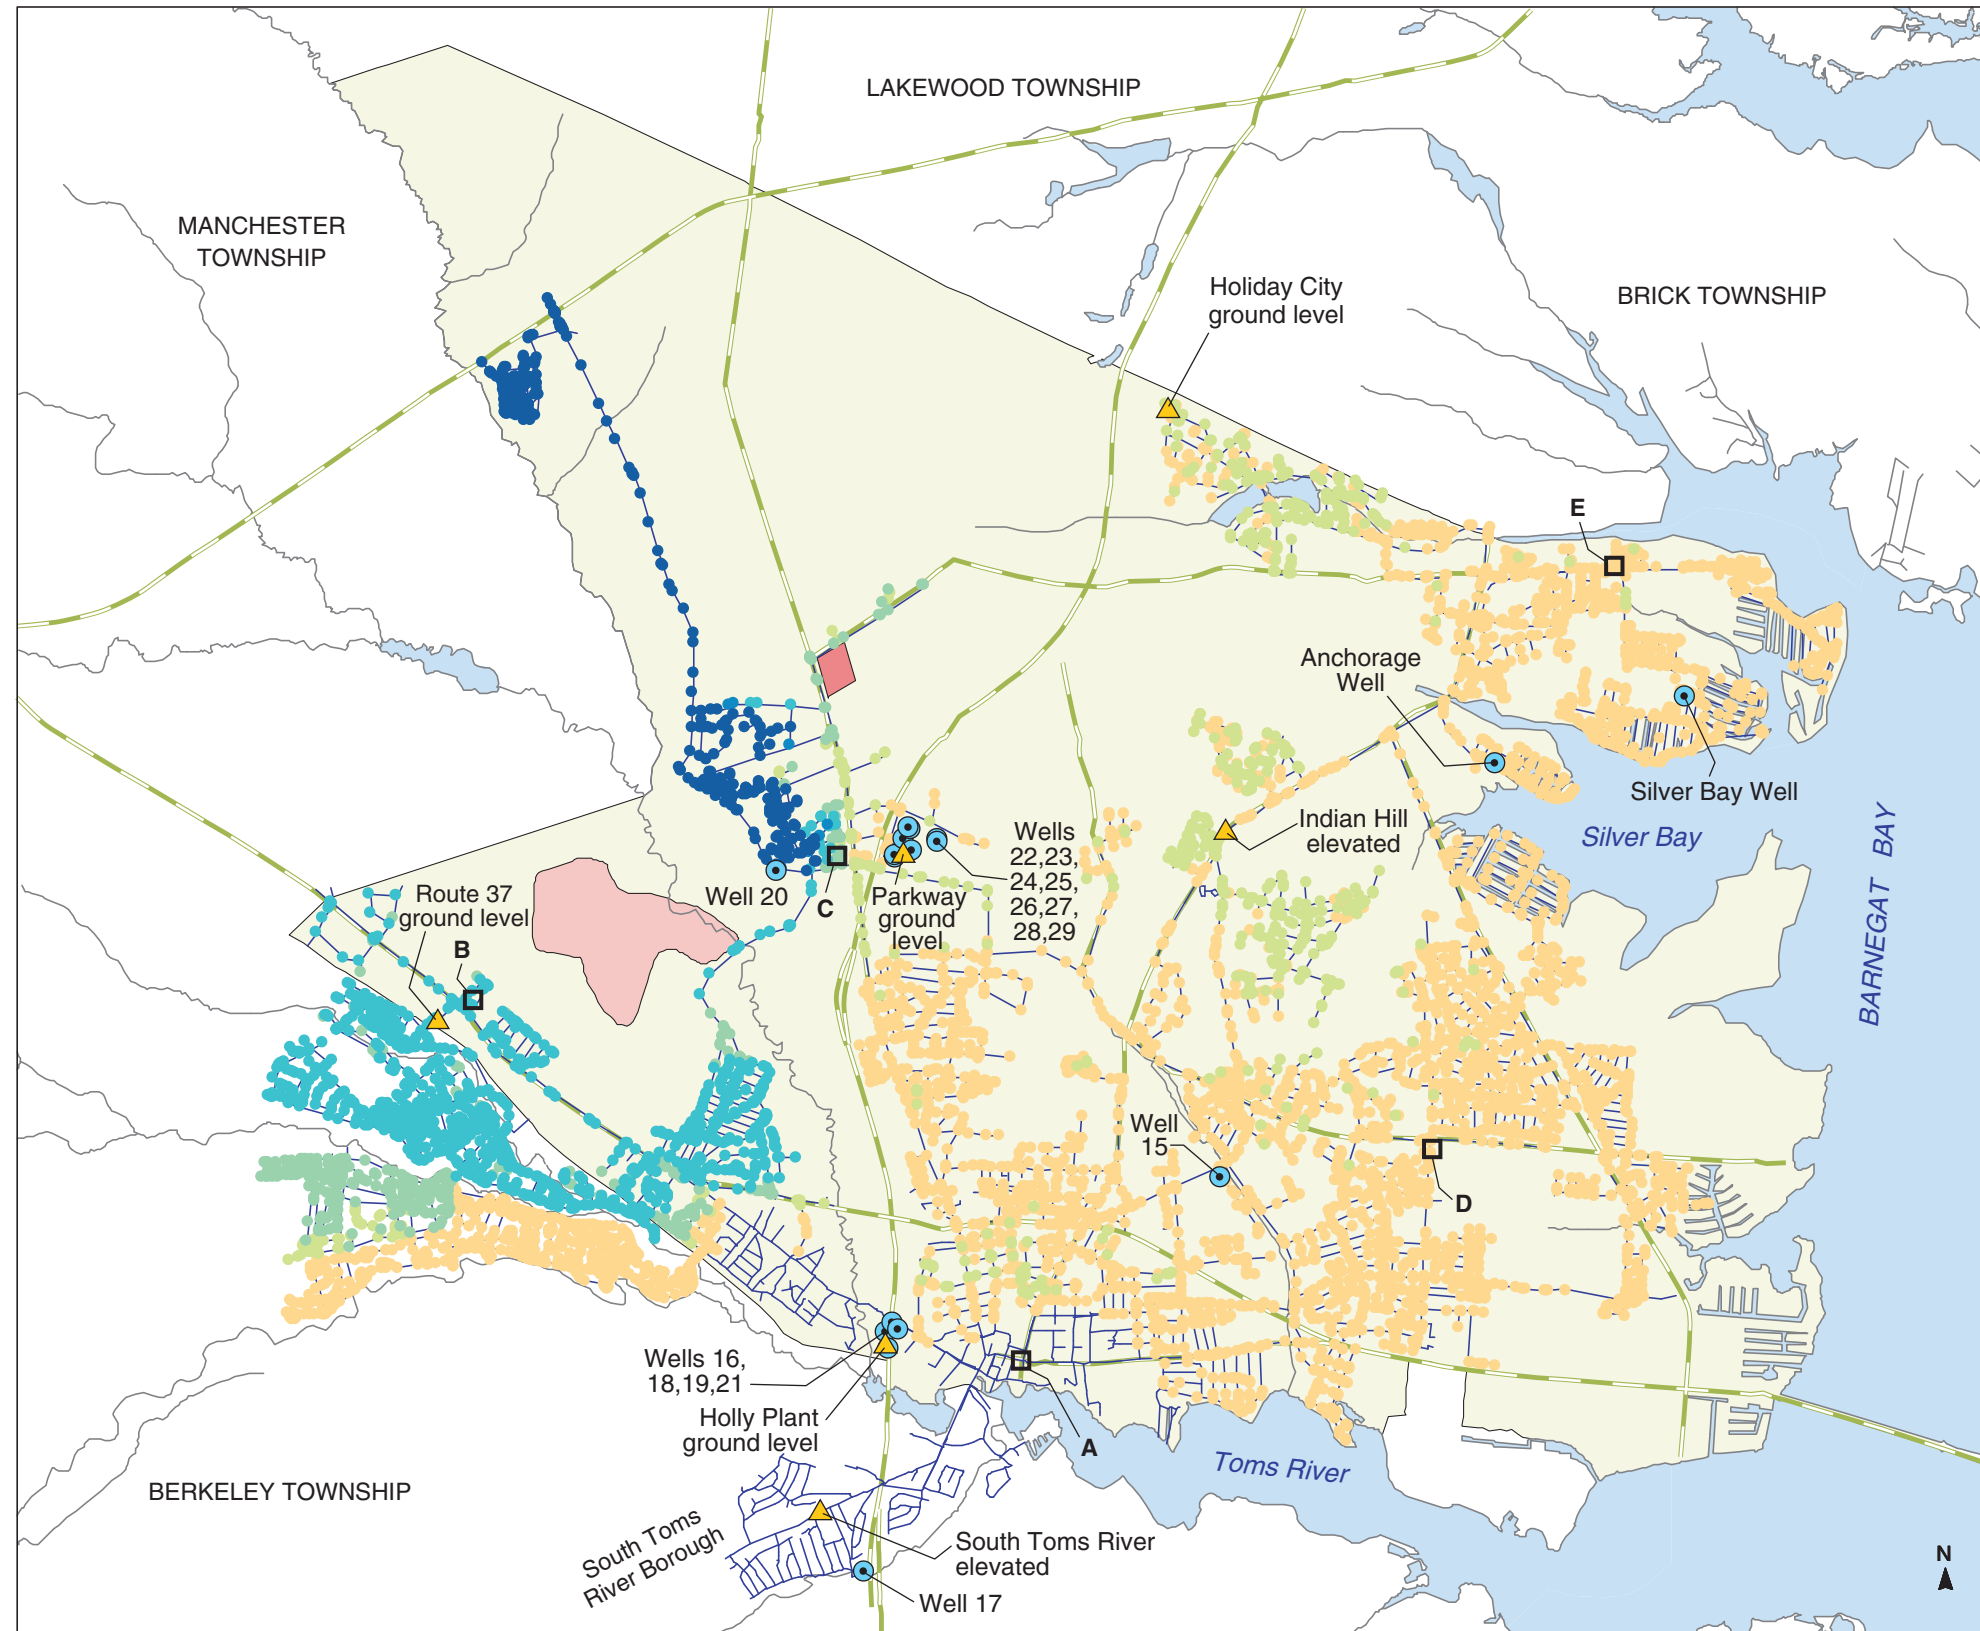 LAKEWOOD TOWNSHIP
MANCHESTER
TOWNSHIP
Holiday City
ground level
BRICK TOWNSHIP
E
Anchorage
Well
Silver Bay Well
Silver Bay
BARNEGAT BAY
Indian Hill
elevated
Wells
22,23,
24,25,
26,27,
28,29
Well 20
C
Parkway
ground
level
Route 37
ground level
B
Well
15
D
Wells 16,
18,19,21
Holly Plant
ground level
A
Toms River
BERKELEY TOWNSHIP
South Toms
River Borough
South Toms River
elevated
Well 17
N